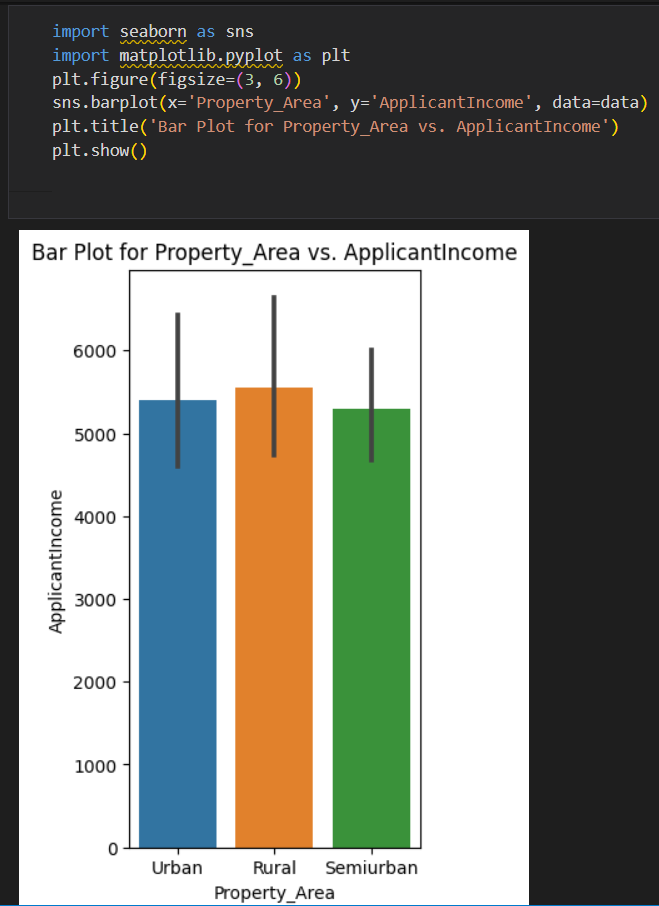 import seaborn as sns
import matplotlib.pyplot as plt
plt.figure(figsize=(3, 6))
sns.barplot(x='Property_Area', y='ApplicantIncome', data=data)
plt.title('Bar Plot for Property_Area vs. ApplicantIncome')
plt.show()
Bar Plot for Property_Area vs. ApplicantIncome
6000
5000
4000
3000
2000
1000
0
ApplicantIncome
Urban Rural Semiurban
Property_Area